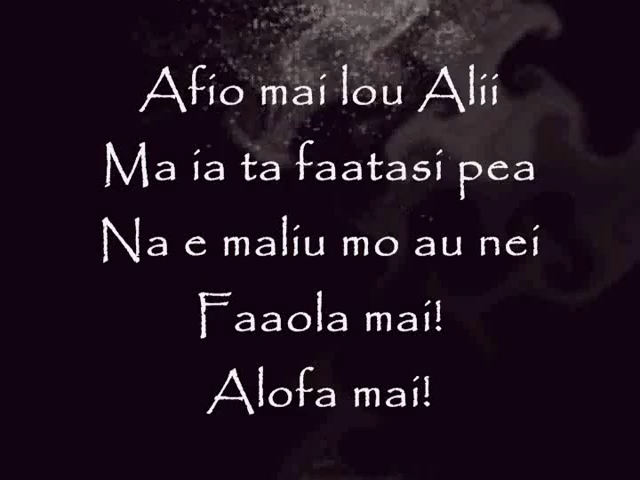 Afio mai lou Alii
Ma ia ta faatasi pea
Na e maliu mo au nei
Faaola mai!
Alofa mai!